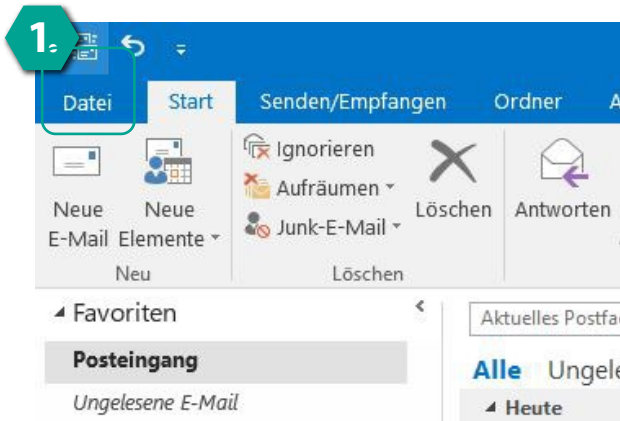 1.
Datei Start Senden/Empfangen Ordner A
Ignorieren
Aufräumen
Junk-E-Mail
Neue E-Mail
Neue Elemente
Löschen
Antworten
Neu
Löschen
Favoriten
Posteingang
Ungelesene E-Mail
Aktuelles Postfa
Alle Ungele
Heute